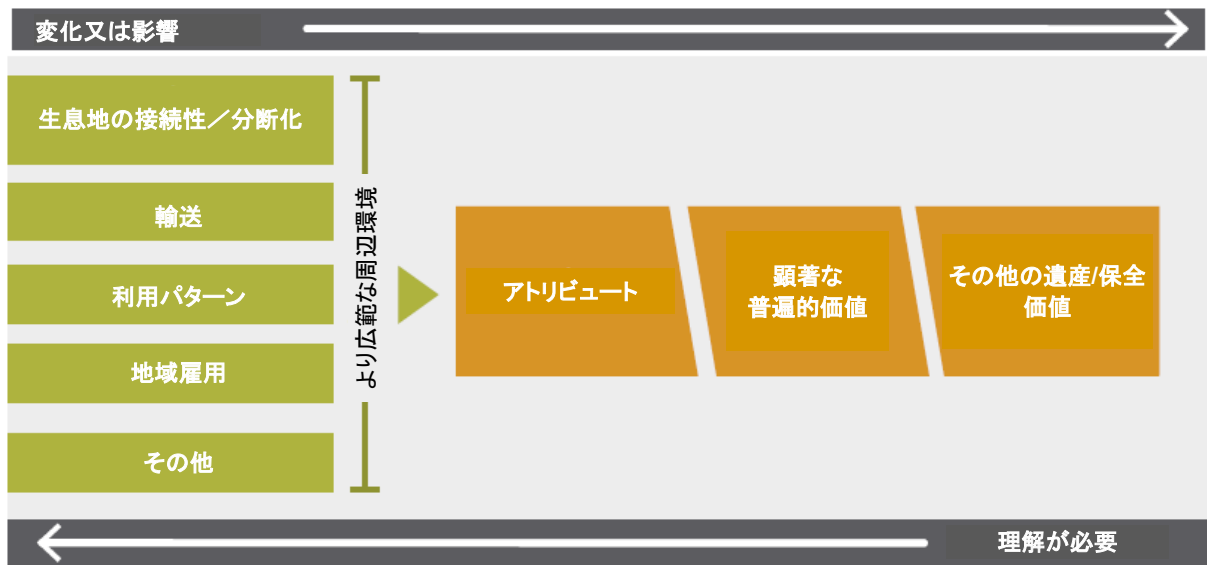 変化又は影響
生息地の接続性／分断化
輸送
利用パターン
地域雇用
その他
より広範な周辺環境
アトリビュート
顕著な
普遍的価値
その他の遺産/保全
価値
理解が必要